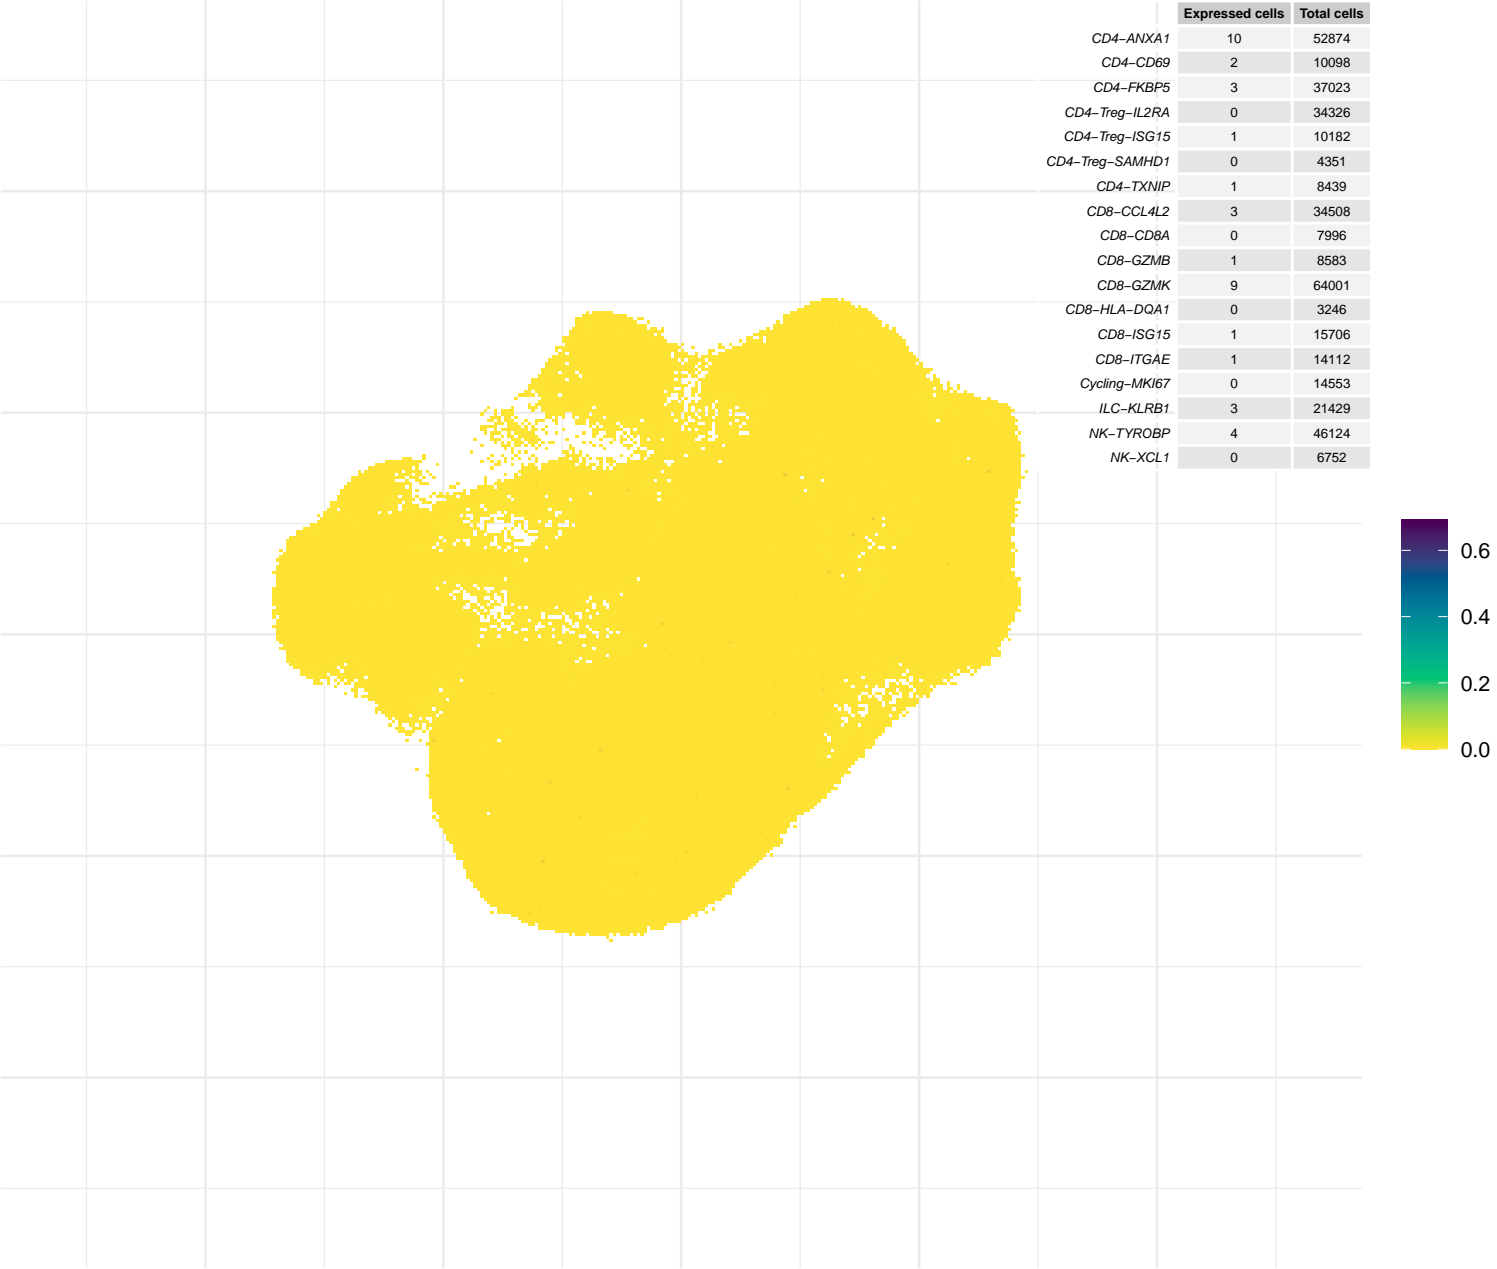 Expressed cells Total cells
CD4−ANXA1 10 52874
CD4−CD69 2 10098
CD4−FKBP5 3 37023
CD4−Treg−IL2RA 0 34326
CD4−Treg−ISG15 1 10182
CD4−Treg−SAMHD1 0 4351
CD4−TXNIP 1 8439
CD8−CCL4L2 3 34508
CD8−CD8A 0 7996
CD8−GZMB 1 8583
CD8−GZMK 9 64001
CD8−HLA−DQA1 0 3246
CD8−ISG15 1 15706
CD8−ITGAE 1 14112
Cycling−MKI67 0 14553
ILC−KLRB1 3 21429
NK−TYROBP 4 46124
NK−XCL1 0 6752
0.6
0.4
0.2
0.0